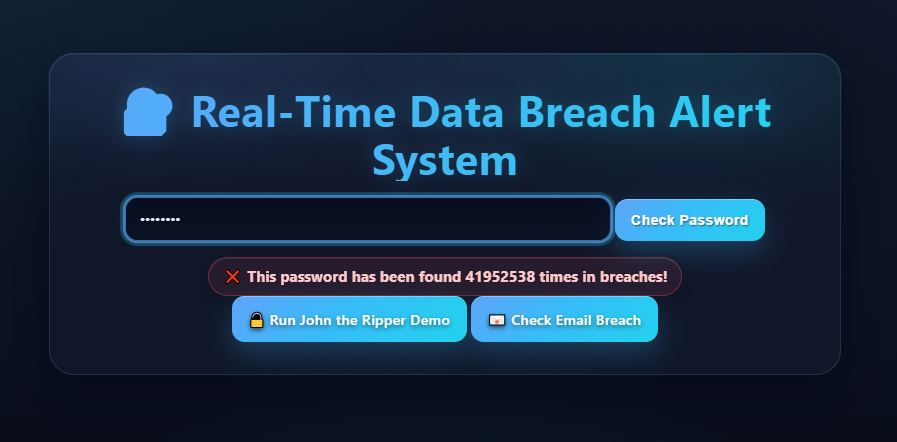 Real-Time Data Breach Alert
System
••••••••
Check Password
❌ This password has been found 41952538 times in breaches!
🔒 Run John the Ripper Demo
📧 Check Email Breach